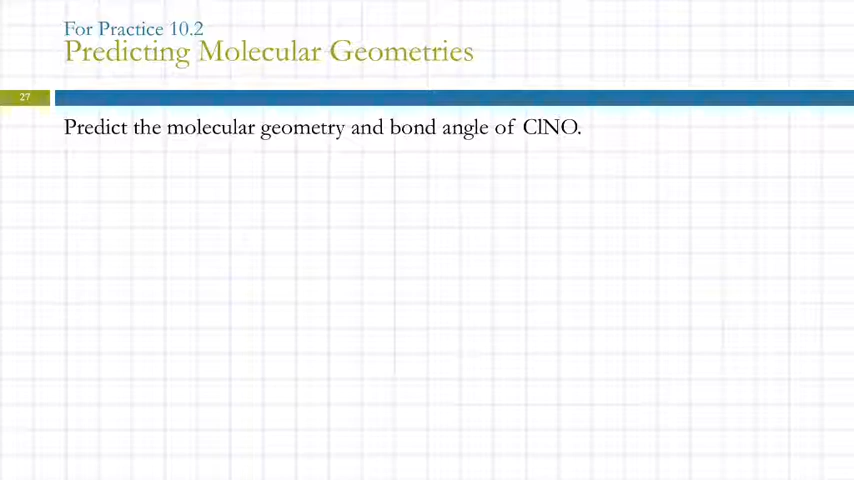 For Practice 10.2
Predicting Molecular Geometries
27
Predict the molecular geometry and bond angle of ClNO.